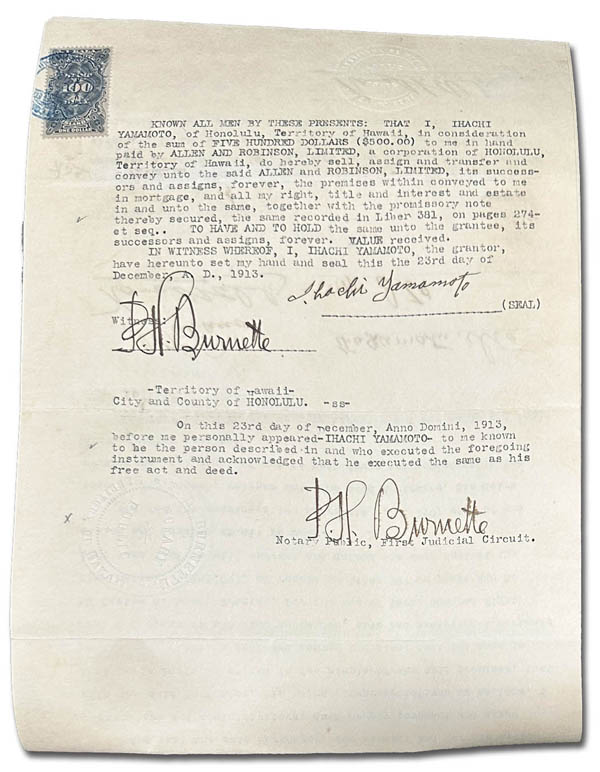 100
ONE DOLLAR
KNOWN ALL MEN BY THESE PRESENTS: THAT I, IHACHI
YAMAMOTO, of Honolulu, Territory of Hawaii, in consideration
of the sum of FIVE HUNDRED DOLLARS ($500.00) to me in hand
paid by ALLEN AND ROBINSON, LIMITED, a corporation of HONOLULU,
Territory of Hawaii, do hereby sell, assign and transfer and
convey unto the said ALLEN and ROBINSON, LIMITED, its success-
ors and assigns, forever, the premises within conveyed to me
in mortgage, and all my right, title and interest and estate
in and unto the same, together with the promissory note
thereby secured, the same recorded in Liber 381, on pages 274-
et seq.. TO HAVE AND TO HOLD the same unto the grantee, its
successors and assigns, forever. VALUE received.
IN WITNESS WHEREOF, I, IHACHI YAMAMOTO, the grantor,
have hereunto set my hand and seal this the 23rd day of
December, A. D., 1913.
Ihachi Yamamoto
(SEAL)
Witness:
P.H. Burnette
-Territory of Hawaii-
City and County of HONOLULU. -ss-
On this 23rd day of December, Anno Domini, 1913,
before me personally appeared-IHACHI YAMAMOTO- to me known
to be the person described in and who executed the foregoing
instrument and acknowledged that he executed the same as his
free act and deed.
P.H. Burnette
Notary Public, First Judicial Circuit.
x